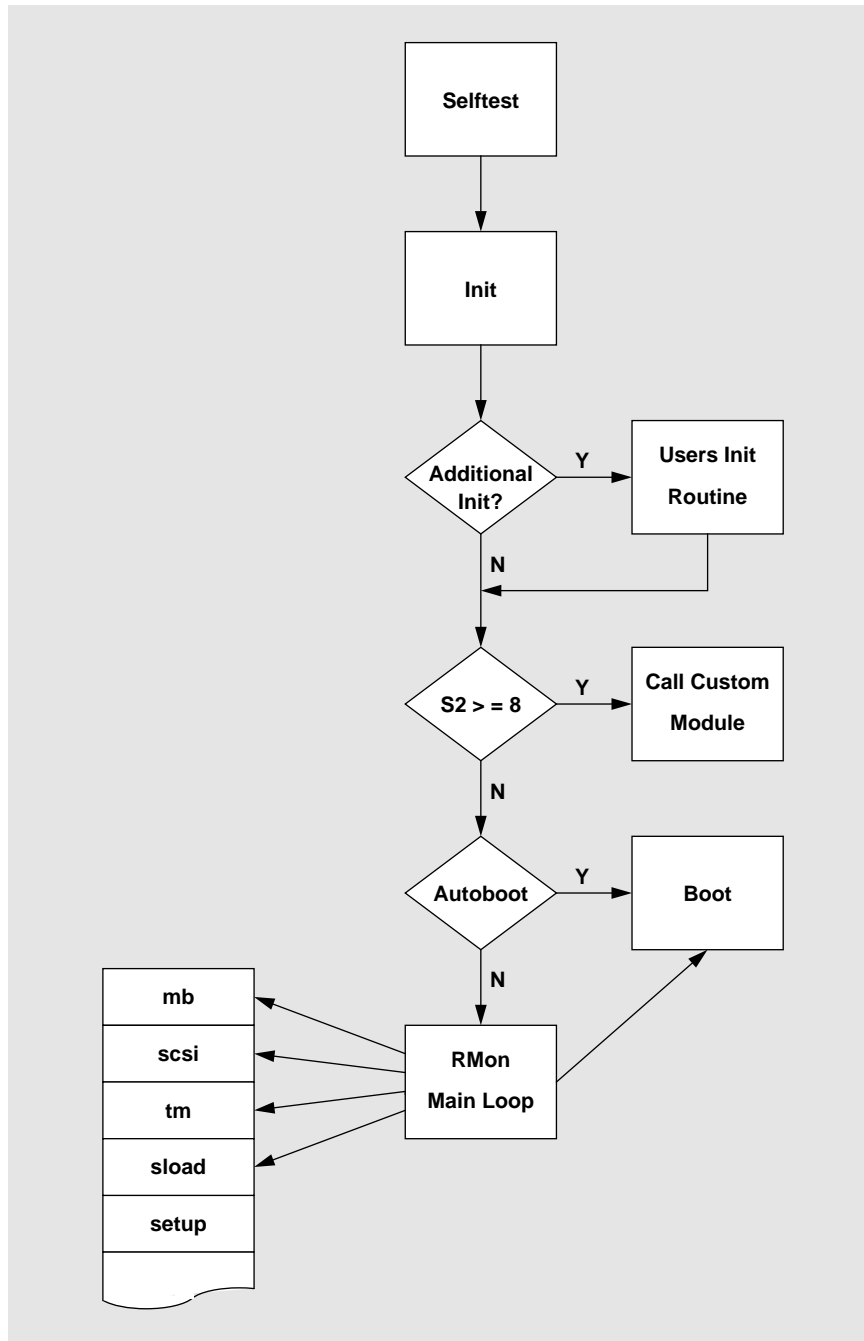 Selftest
Init
Additional
Init?
Y
Users Init
Routine
N
S2 > = 8
Y
Call Custom
Module
N
Autoboot
Y
Boot
N
mb
scsi
tm
sload
setup
RMon
Main Loop